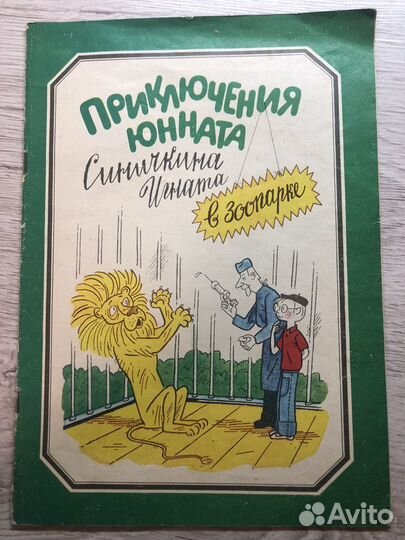 ПРИКЛЮЧЕНИЯ
ЮННАТА
Синичкина
Игната
в зоопарке
Avito